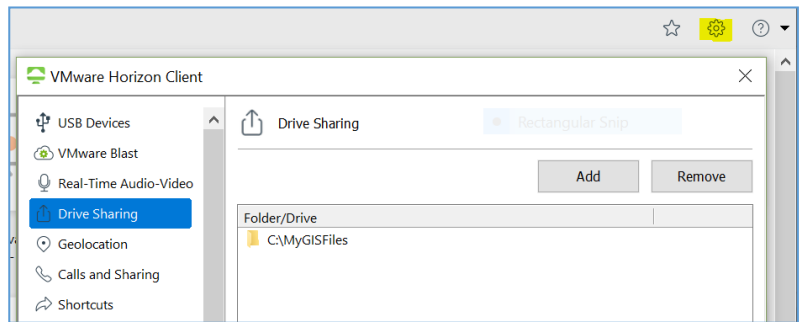 VMware Horizon Client
USB Devices
VMware Blast
Real-Time Audio-Video
Drive Sharing
Geolocation
Calls and Sharing
Shortcuts
Drive Sharing
Rectangular Snip
Add
Remove
Folder/Drive
C:\MyGISFiles